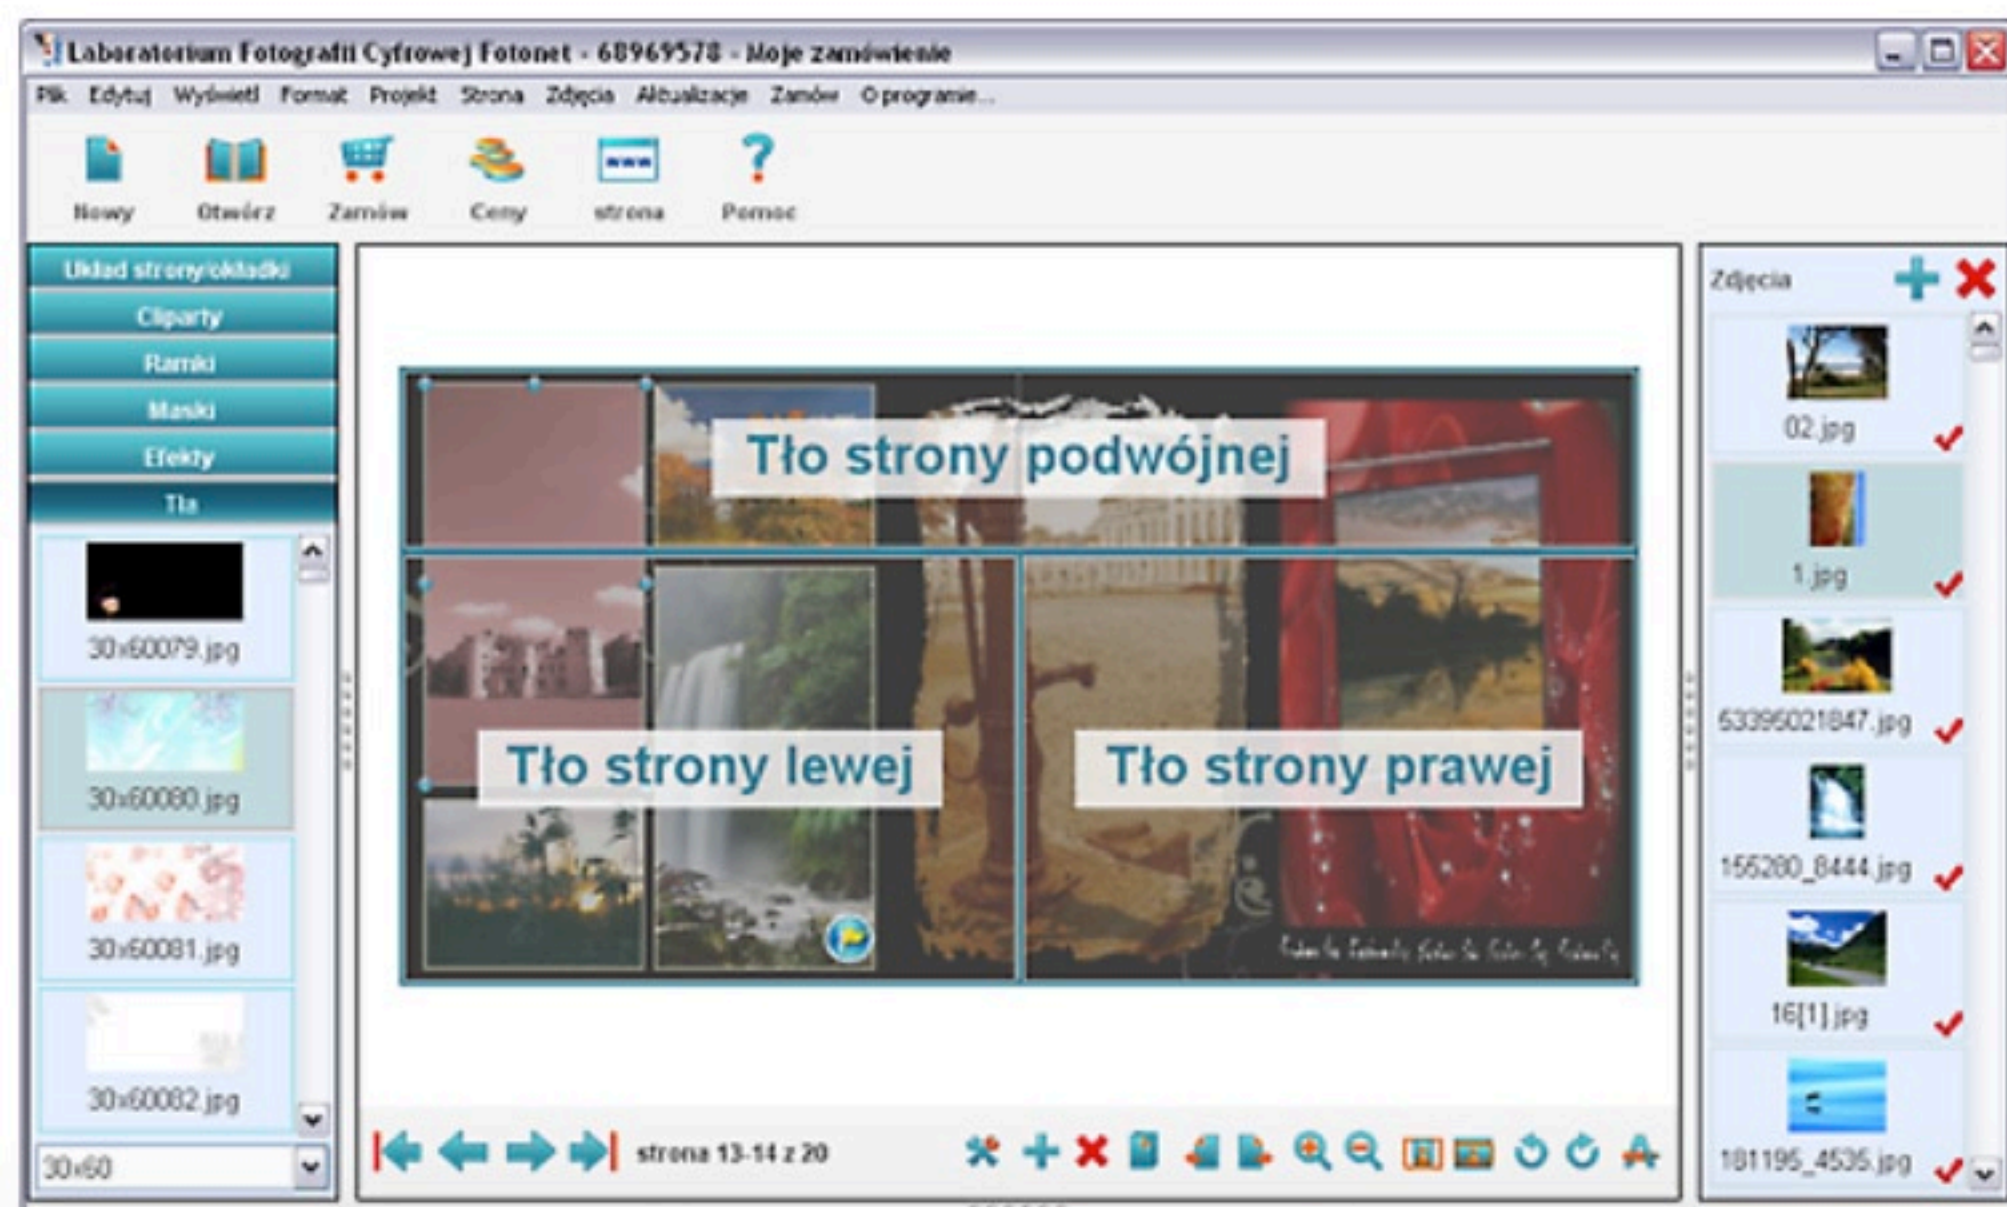 Laboratorium Fotografii Cyfrowej Fotonet - 68969578 - Moje zamówienie
Plik Edytuj Wyświetl Format Projekt Strona Zdjęcia Aktualizacje Zamów O programie...
Nowy Otwórz Zamów Ceny strona Pomoc
www
Układ strony/okładki
Cliparty
Ramki
Maski
Efekty
Tła
30x60079.jpg
30x60080.jpg
30x60081.jpg
30x60082.jpg
30x60
Tło strony podwójnej
Tło strony lewej
Tło strony prawej
strona 13-14 z 20
Zdjęcia
02.jpg
1.jpg
53395021847.jpg
155280_8444.jpg
16[1].jpg
181195_4535.jpg